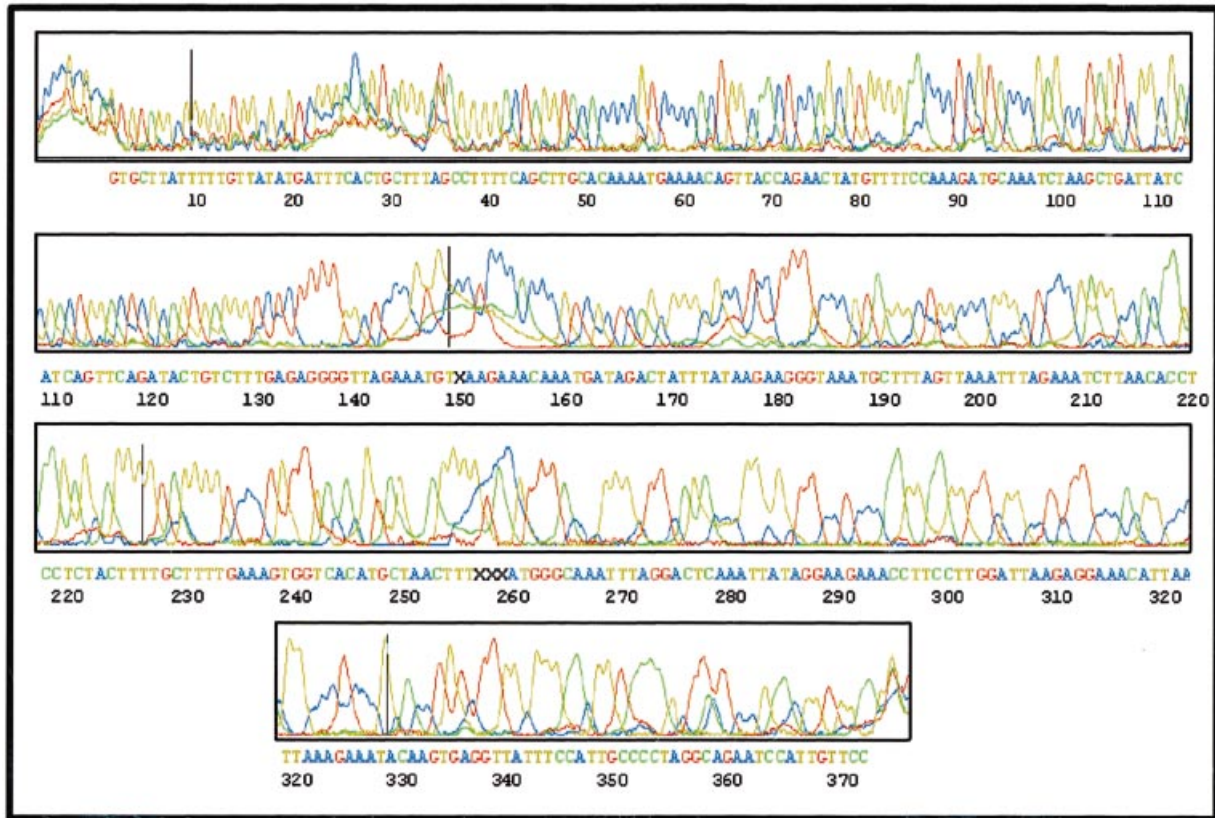 GTGCTTATTTTTGTTATATGATTTCACTGCTTTAGCCTTTTCAGCTTGCACAAAATGAAAACAGTTACCAGAACTATGTTTTCCAAAGATGCAAATCTAAGCTGATTATC
10 20 30 40 50 60 70 80 90 100 110
ATCAGTTCAGATACTGTCTTTGAGAGGGGTTAGAAATGTXAAGAAACAAATGATAGACTATTTATAAGAAGGGTAAATGCTTTAGTTAAATTTAGAAATCTTAACACCT
110 120 130 140 150 160 170 180 190 200 210 220
CCTCTACTTTTGCTTTTGAAAGTGGTCACATGCTAACTTTXXXATGGGCAAATTTAGGACTCAAATTATAGGAAGAAACCTTCCTTGGATTAAGAGGAAACATTAA
220 230 240 250 260 270 280 290 300 310 320
TTAAAGAAATACAAGTGAGGTTATTTCCATTGCCCCTAGGCAGAATCCATTGTTCC
320 330 340 350 360 370